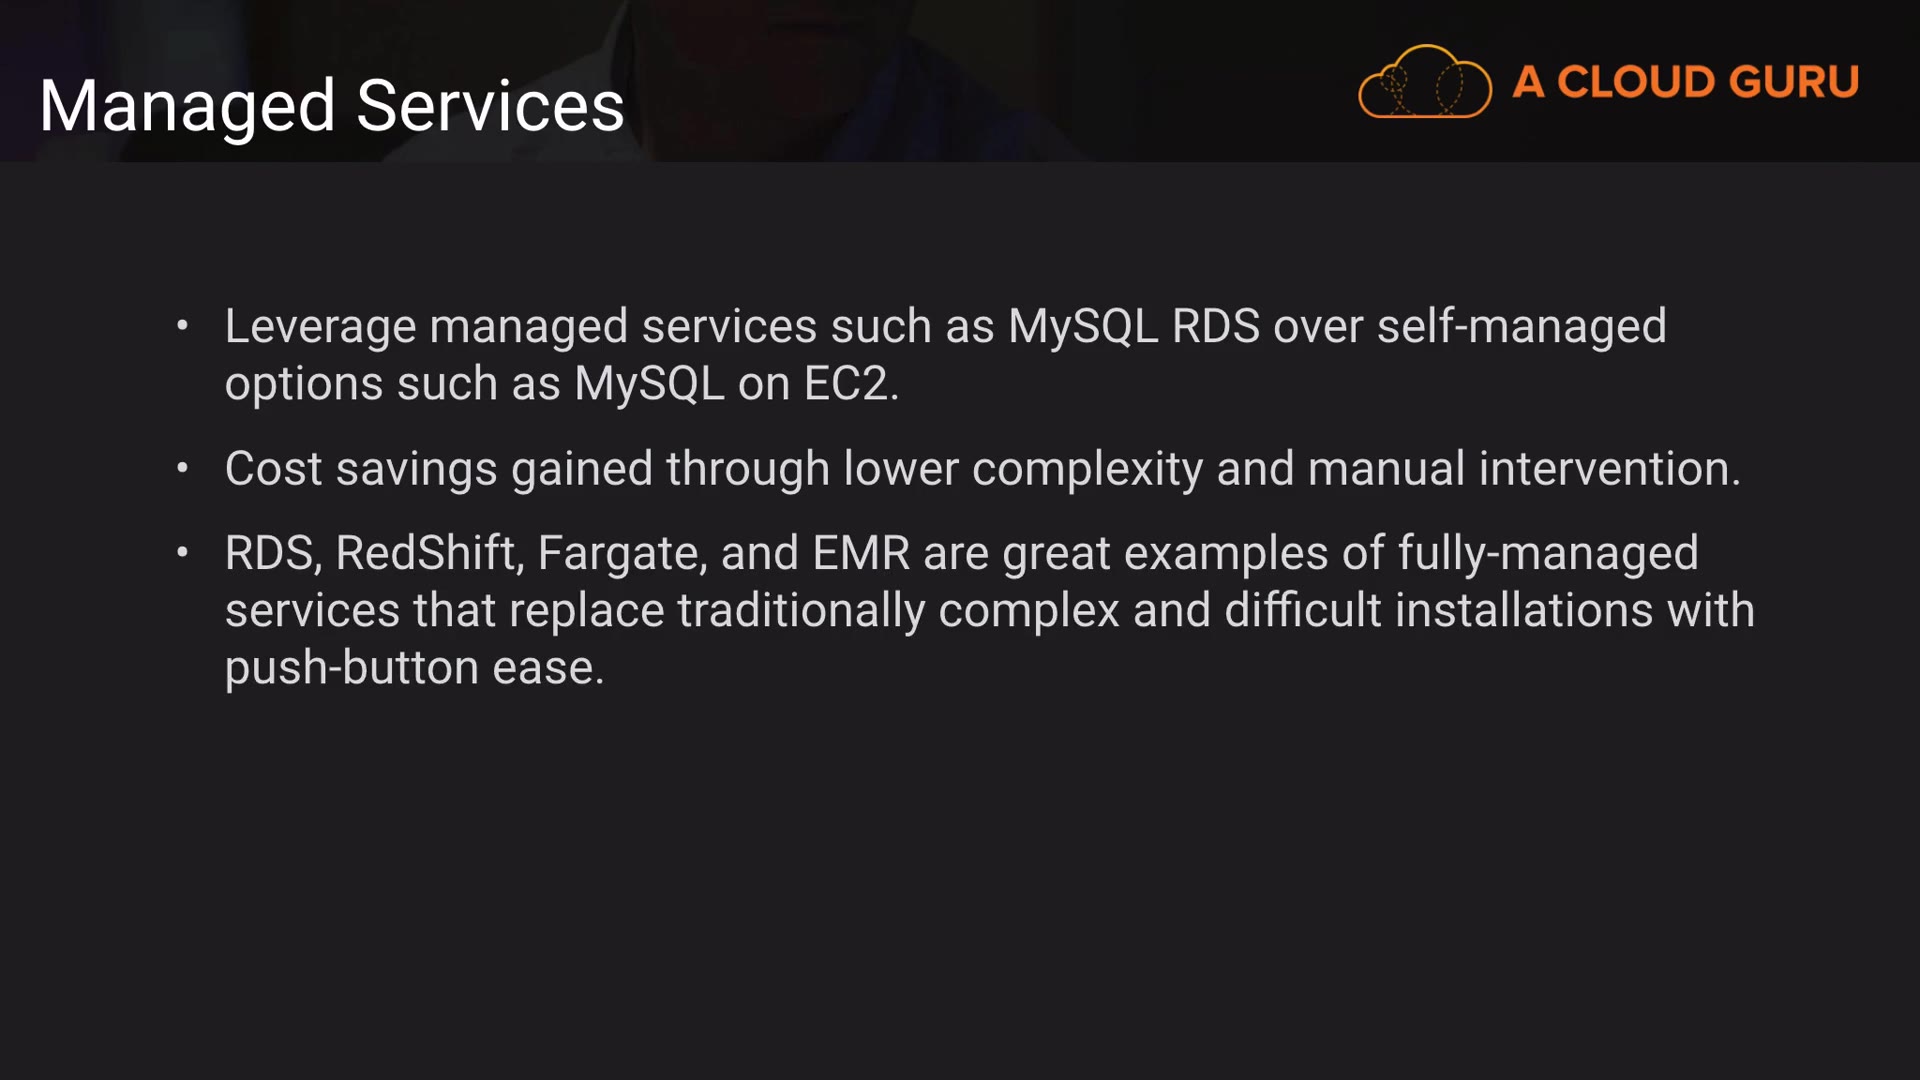 Managed Services
A CLOUD GURU
• Leverage managed services such as MySQL RDS over self-managed
options such as MySQL on EC2.
• Cost savings gained through lower complexity and manual intervention.
• RDS, RedShift, Fargate, and EMR are great examples of fully-managed
services that replace traditionally complex and difficult installations with
push-button ease.